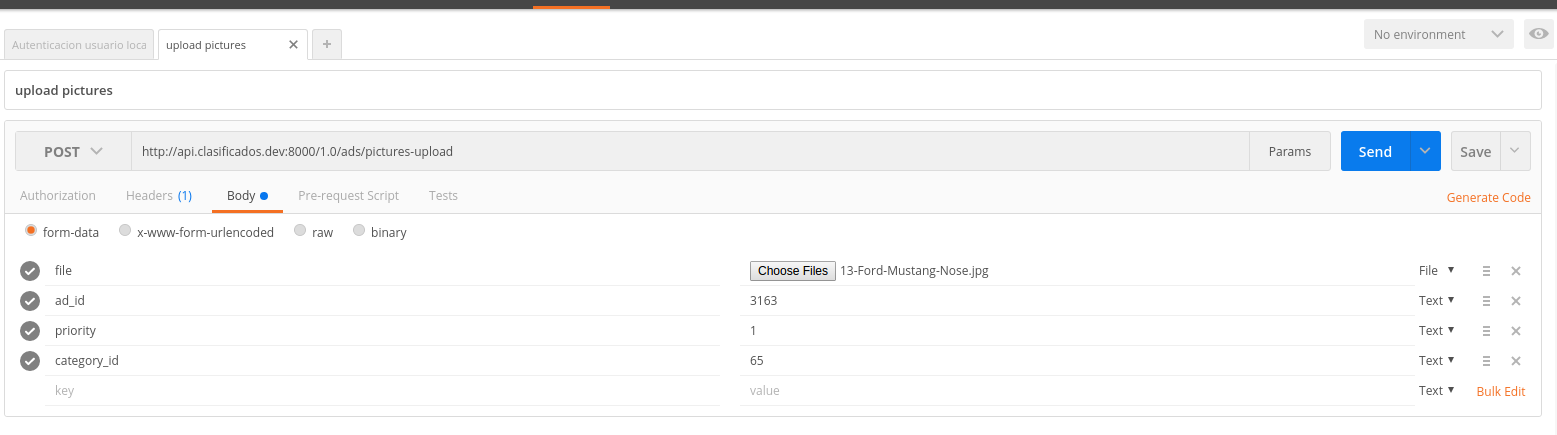 Autenticacion usuario loca
upload pictures
No environment
upload pictures
POST http://api.clasificados.dev:8000/1.0/ads/pictures-upload Params Send Save
Authorization Headers (1) Body Pre-request Script Tests Generate Code
form-data x-www-form-urlencoded raw binary
file Choose Files 13-Ford-Mustang-Nose.jpg File
ad_id 3163 Text
priority 1 Text
category_id 65 Text
key value Text Bulk Edit